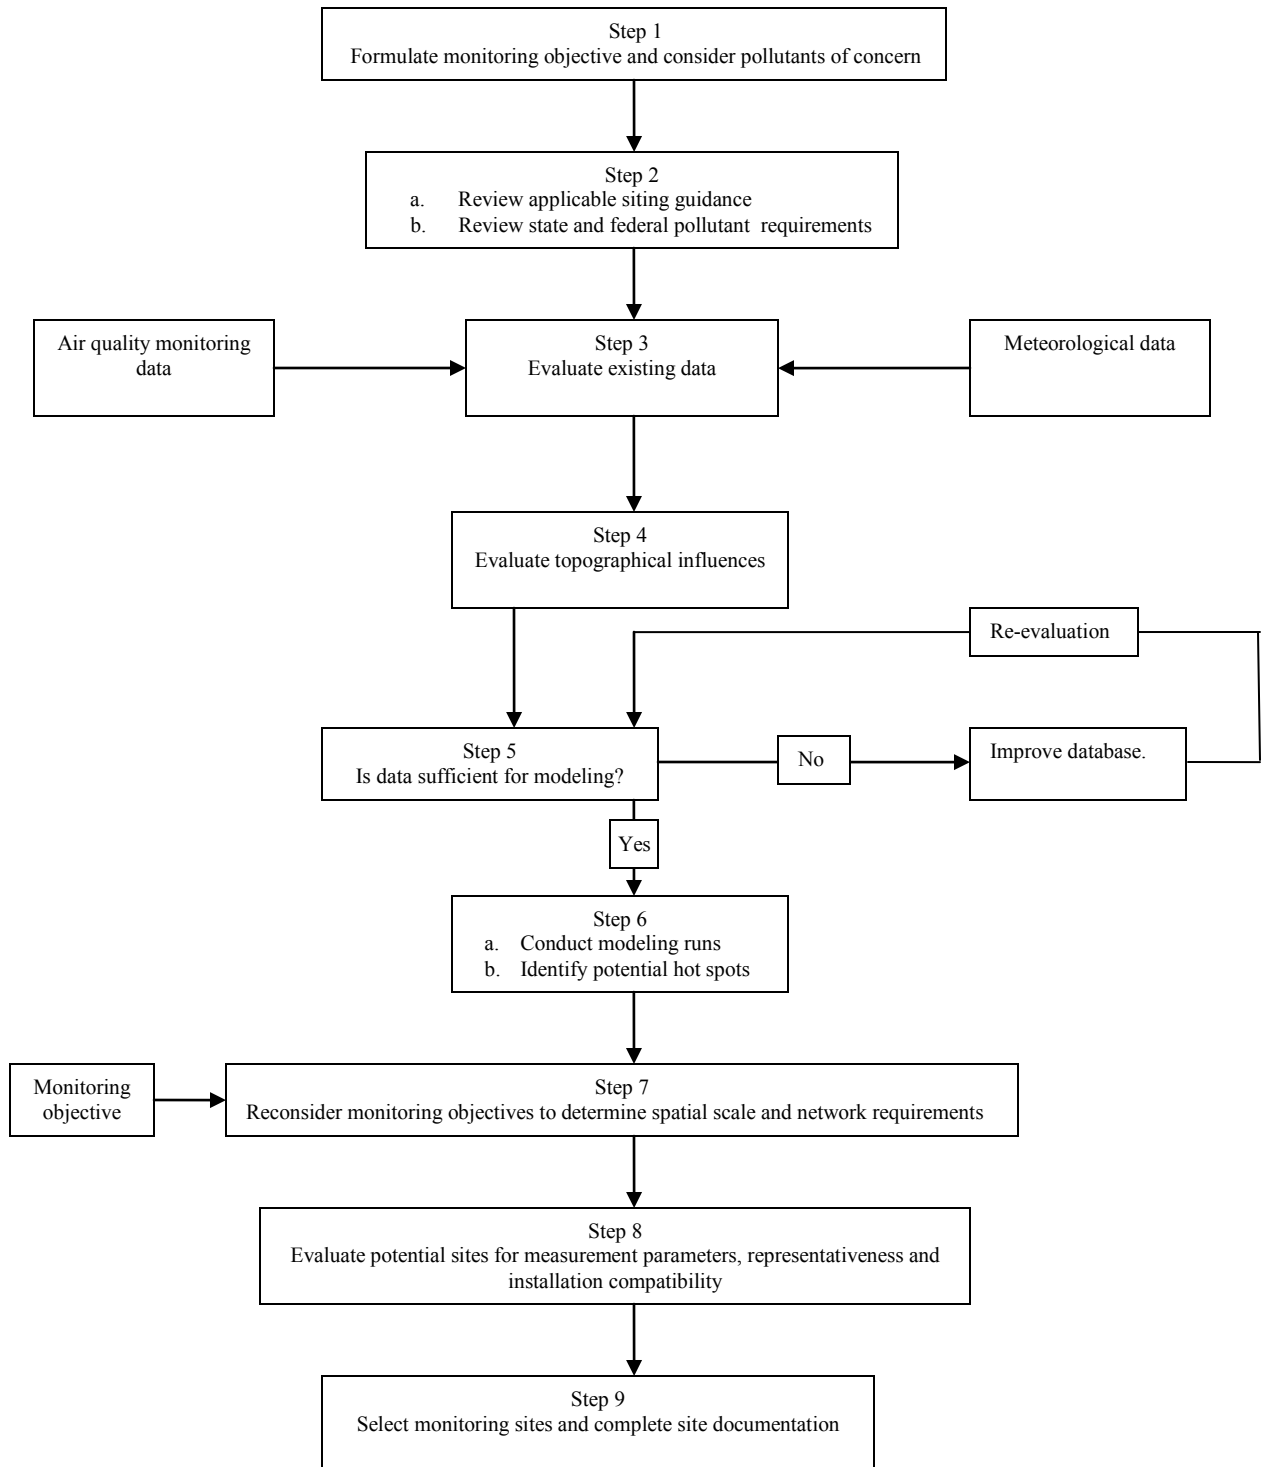 Step 1
Formulate monitoring objective and consider pollutants of concern
Step 2
a. Review applicable siting guidance
b. Review state and federal pollutant requirements
Air quality monitoring
data
Step 3
Evaluate existing data
Meteorological data
Step 4
Evaluate topographical influences
Re-evaluation
Step 5
Is data sufficient for modeling?
No
Improve database.
Yes
Step 6
a. Conduct modeling runs
b. Identify potential hot spots
Monitoring
objective
Step 7
Reconsider monitoring objectives to determine spatial scale and network requirements
Step 8
Evaluate potential sites for measurement parameters, representativeness and
installation compatibility
Step 9
Select monitoring sites and complete site documentation